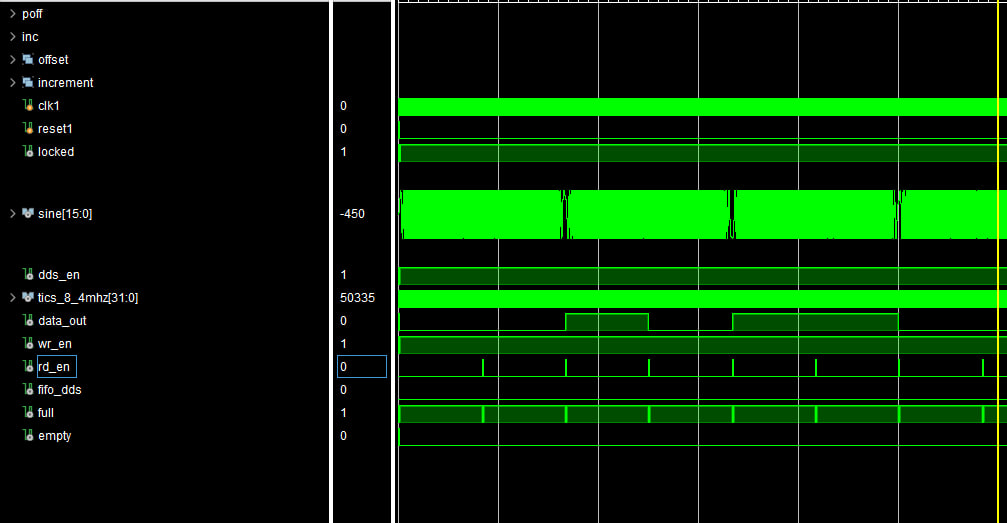 poff
inc
offset
increment
clk1 0
reset1 0
locked 1
sine[15:0] -450
dds_en 1
tics_8_4mhz[31:0] 50335
data_out 0
wr_en 1
rd_en 0
fifo_dds 0
full 1
empty 0